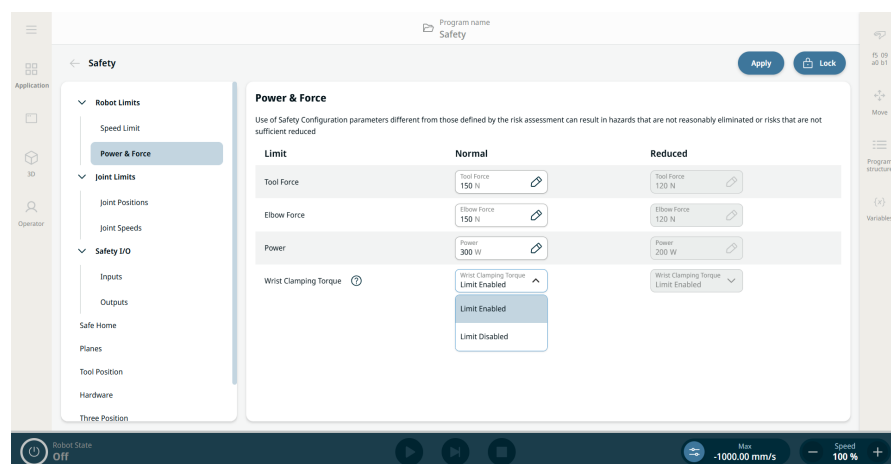 Program name
Safety
Safety
Apply
Lock
f5 09
a0 b1
Application
3D
Operator
Move
Program
structure
(x)
Variables
Robot Limits
Speed Limit
Power & Force
Joint Limits
Joint Positions
Joint Speeds
Safety I/O
Inputs
Outputs
Safe Home
Planes
Tool Position
Hardware
Three Position
Power & Force
Use of Safety Configuration parameters different from those defined by the risk assessment can result in hazards that are not reasonably eliminated or risks that are not
sufficient reduced
Limit Normal Reduced
Tool Force
Tool Force
150 N
Tool Force
120 N
Elbow Force
Elbow Force
150 N
Elbow Force
120 N
Power
Power
300 W
Power
200 W
Wrist Clamping Torque ?
Wrist Clamping Torque
Limit Enabled
Wrist Clamping Torque
Limit Enabled
Limit Enabled
Limit Disabled
Robot State
Off
Max
-1000.00 mm/s
Speed
100 %